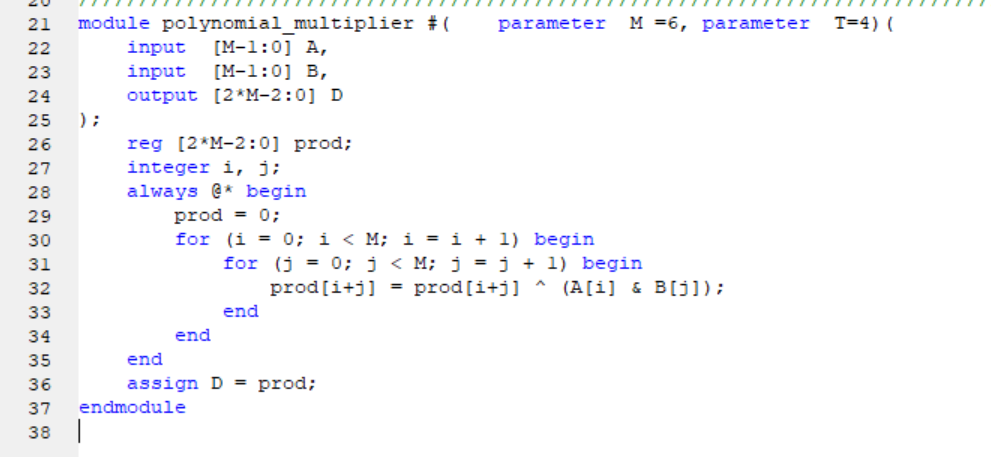 20 ////////////////////////////////////////////////////////////////////////////
21 module polynomial_multiplier #(    parameter  M =6, parameter  T=4)(
22     input  [M-1:0] A,
23     input  [M-1:0] B,
24     output [2*M-2:0] D
25 );
26     reg [2*M-2:0] prod;
27     integer i, j;
28     always @* begin
29         prod = 0;
30         for (i = 0; i < M; i = i + 1) begin
31             for (j = 0; j < M; j = j + 1) begin
32                 prod[i+j] = prod[i+j] ^ (A[i] & B[j]);
33             end
34         end
35     end
36     assign D = prod;
37 endmodule
38